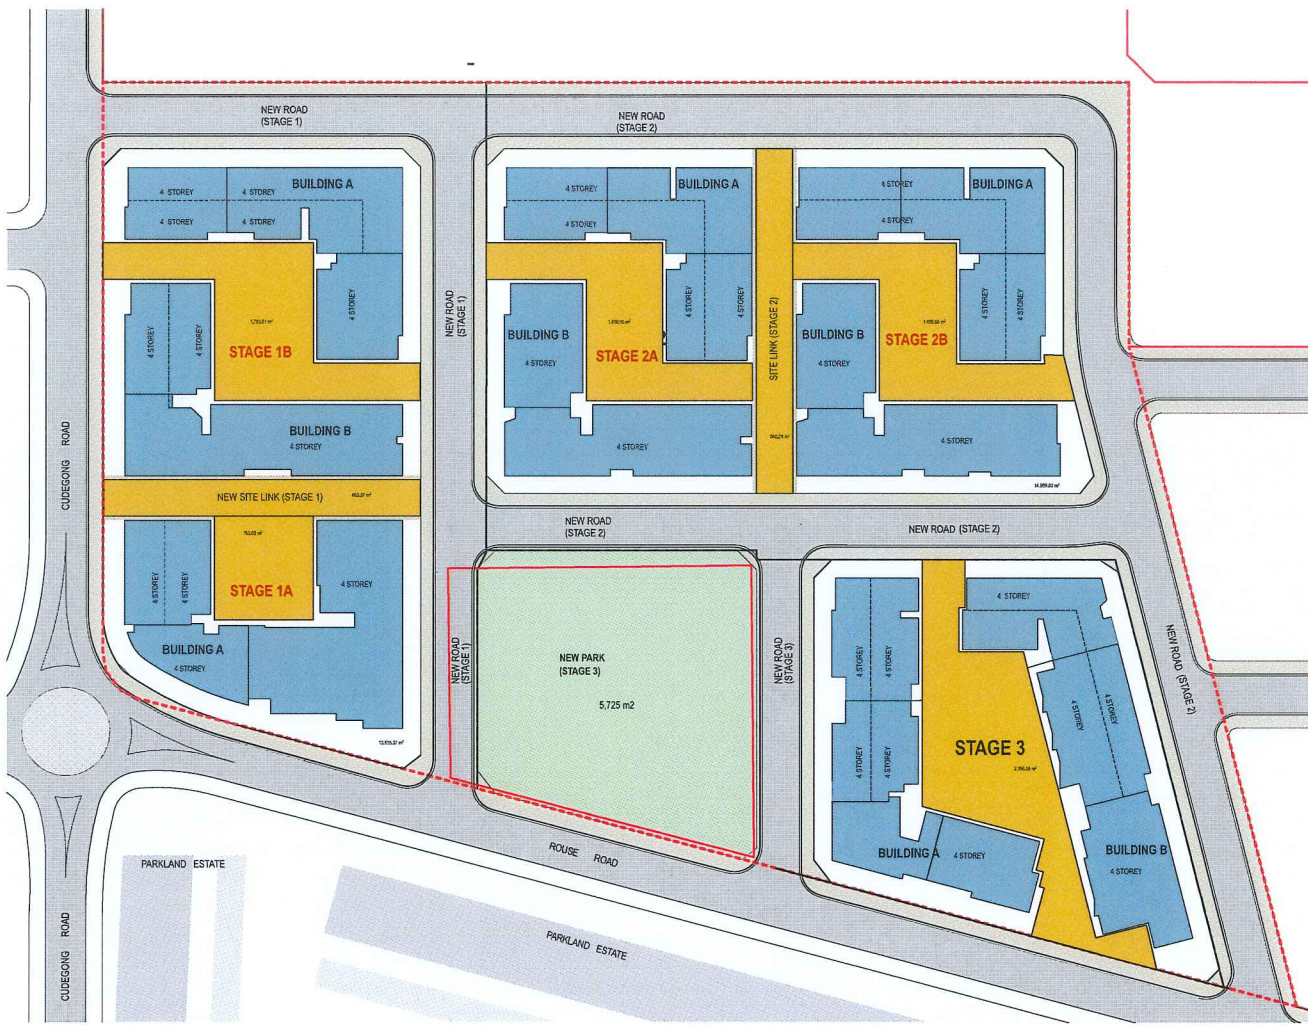 NEW ROAD
(STAGE 1)
NEW ROAD
(STAGE 2)
4 STOREY
4 STOREY
BUILDING A
4 STOREY
4 STOREY
4 STOREY
BUILDING A
4 STOREY
4 STOREY
BUILDING A
4 STOREY
STAGE 1B
4 STOREY
4 STOREY
4 STOREY
NEW ROAD
(STAGE 1)
BUILDING B
4 STOREY
STAGE 2A
4 STOREY
4 STOREY
SITE LINK (STAGE 2)
BUILDING B
4 STOREY
STAGE 2B
4 STOREY
4 STOREY
BUILDING B
4 STOREY
4 STOREY
4 STOREY
CUDEGONG ROAD
NEW SITE LINK (STAGE 1)
NEW ROAD
(STAGE 2)
NEW ROAD (STAGE 2)
4 STOREY
4 STOREY
STAGE 1A
4 STOREY
BUILDING A
4 STOREY
NEW ROAD
(STAGE 1)
NEW PARK
(STAGE 3)
5,725 m2
NEW ROAD
(STAGE 3)
4 STOREY
4 STOREY
4 STOREY
4 STOREY
4 STOREY
4 STOREY
4 STOREY
NEW ROAD (STAGE 2)
STAGE 3
BUILDING A
4 STOREY
BUILDING B
4 STOREY
ROUSE ROAD
PARKLAND ESTATE
PARKLAND ESTATE
CUDEGONG ROAD